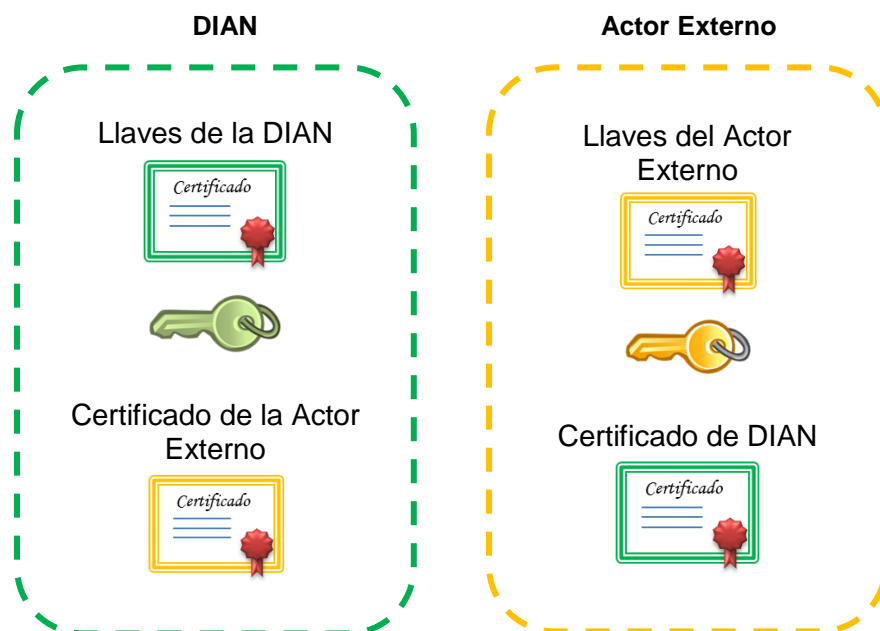 DIAN
Llaves de la DIAN
Certificado
Certificado de la Actor
Externo
Certificado
Actor Externo
Llaves del Actor
Externo
Certificado
Certificado de DIAN
Certificado